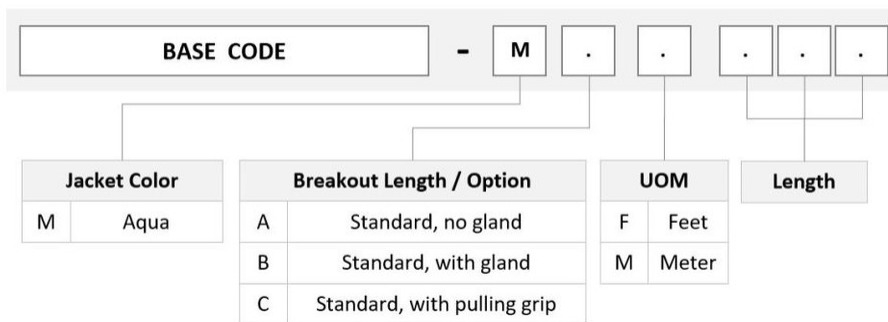 BASE CODE - M . . . . .
Jacket Color
M Aqua
Breakout Length / Option
A Standard, no gland
B Standard, with gland
C Standard, with pulling grip
UOM
F Feet
M Meter
Length